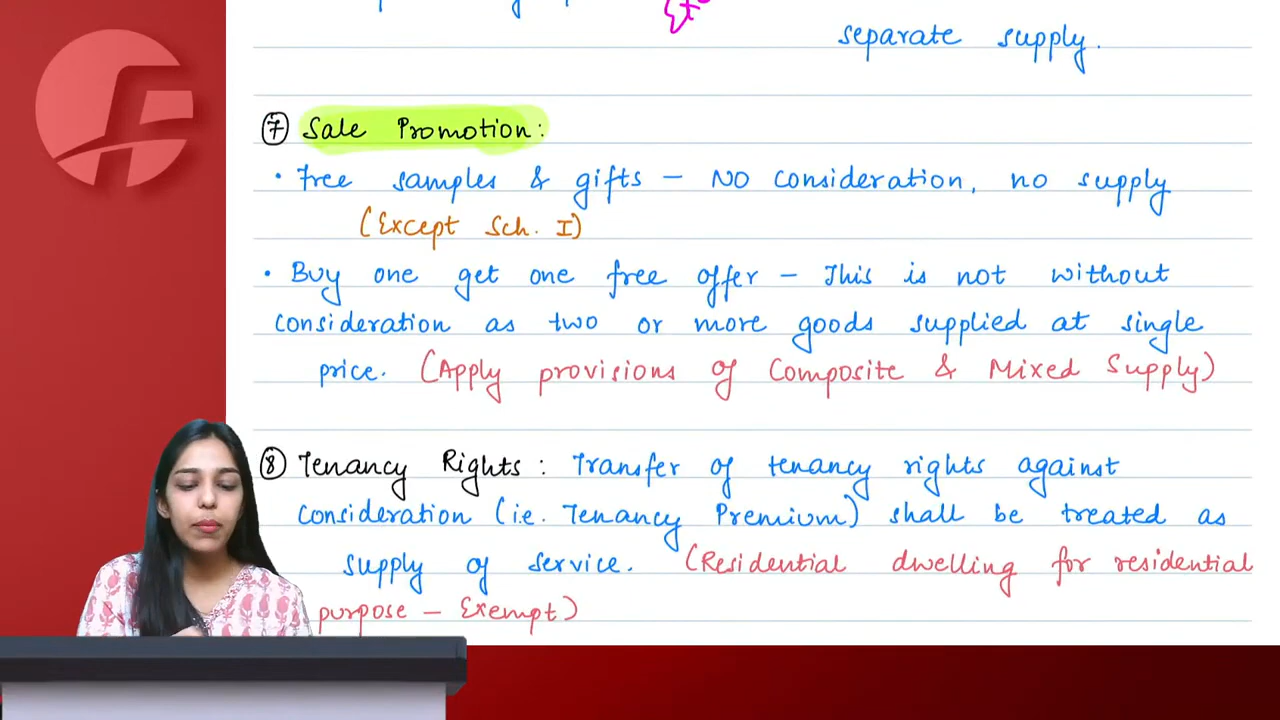 separate supply.
⑦ Sale Promotion:
• Free samples & gifts – No consideration, no supply
(Except Sch. I)
• Buy one get one free offer – This is not without
consideration as two or more goods supplied at single
price. (Apply provisions of Composite & Mixed Supply)
⑧ Tenancy Rights: Transfer of tenancy rights against
consideration (i.e. Tenancy Premium) shall be treated as
supply of service. (Residential dwelling for residential
purpose – Exempt)